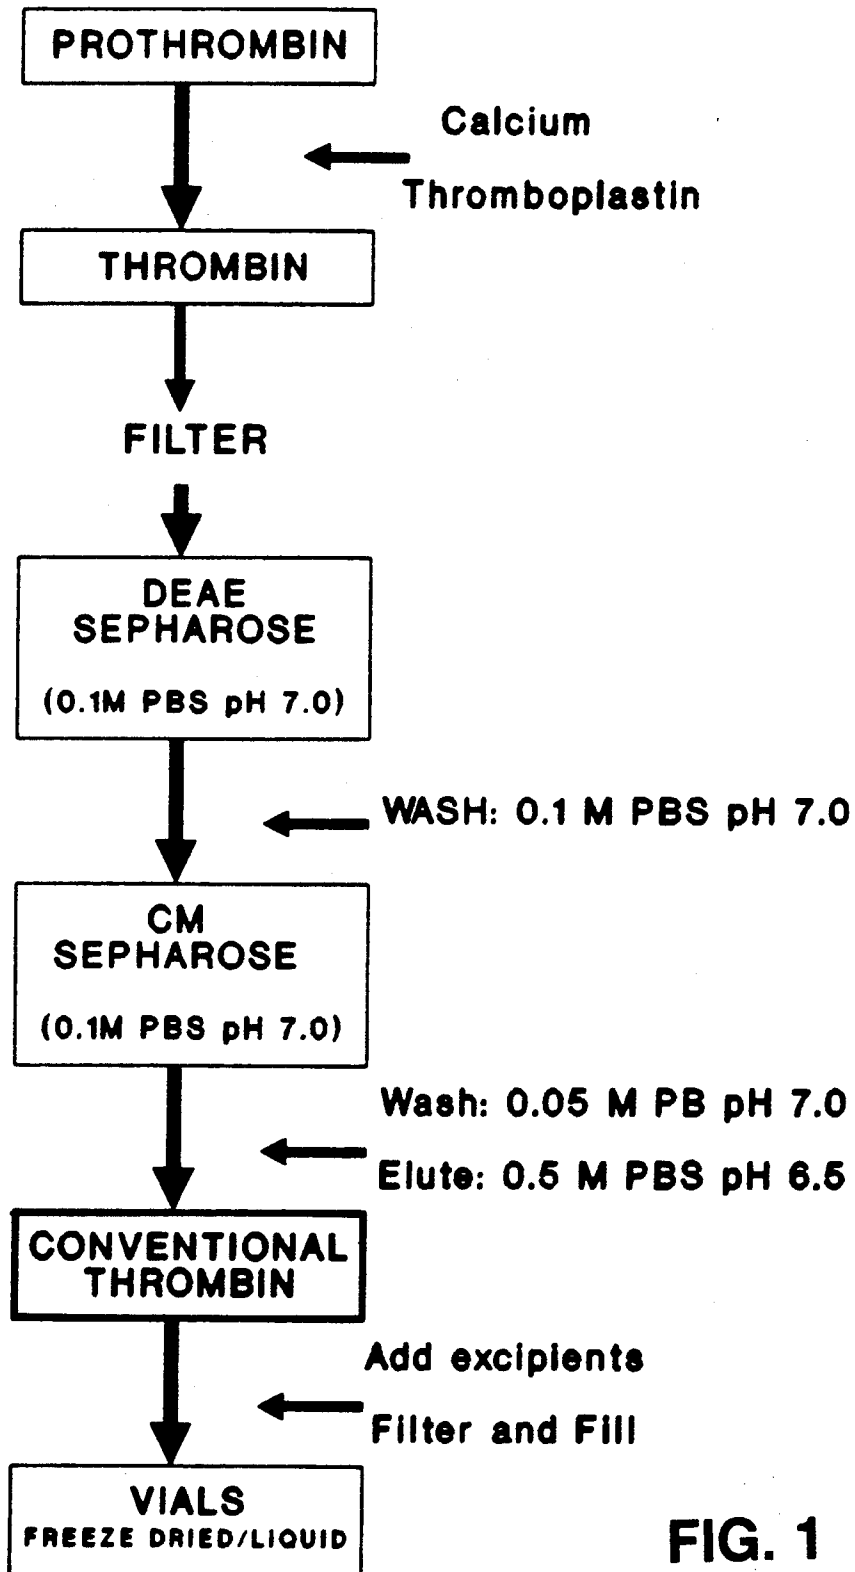 PROTHROMBIN
Calcium
Thromboplastin
THROMBIN
FILTER
DEAE
SEPHAROSE
(0.1M PBS pH 7.0)
WASH: 0.1 M PBS pH 7.0
CM
SEPHAROSE
(0.1M PBS pH 7.0)
Wash: 0.05 M PB pH 7.0
Elute: 0.5 M PBS pH 6.5
CONVENTIONAL
THROMBIN
Add excipients
Filter and Fill
VIALS
FREEZE DRIED/LIQUID
FIG. 1